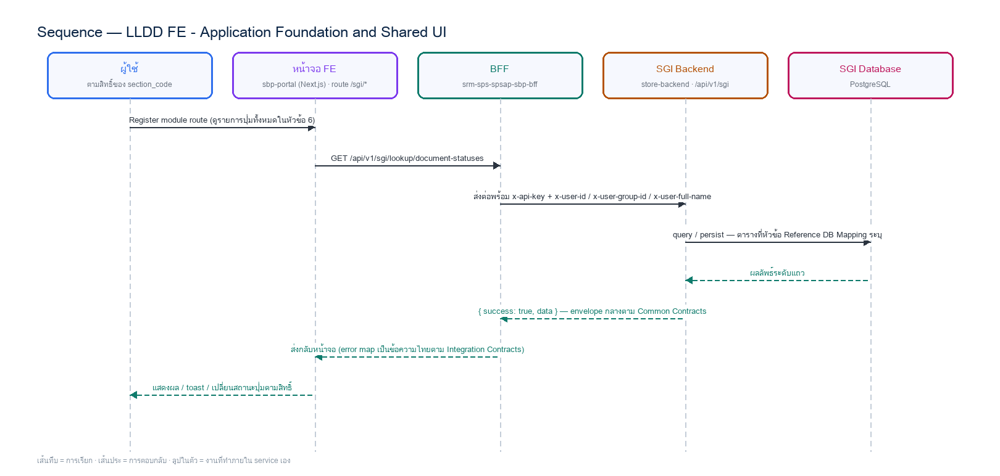 Sequence — LLDD FE - Application Foundation and Shared UI
ผู้ใช้
ตามสิทธิ์ของ section_code
หน้าจอ FE
sbp-portal (Next.js) · route /sgi/*
BFF
srm-sps-spsap-sbp-bff
SGI Backend
store-backend · /api/v1/sgi
SGI Database
PostgreSQL
Register module route (ดูรายการปุ่มทั้งหมดในหัวข้อ 6)
GET /api/v1/sgi/lookup/document-statuses
ส่งต่อพร้อม x-api-key + x-user-id / x-user-group-id / x-user-full-name
query / persist — ตารางที่หัวข้อ Reference DB Mapping ระบุ
ผลลัพธ์ระดับแถว
{ success: true, data } — envelope กลางตาม Common Contracts
ส่งกลับหน้าจอ (error map เป็นข้อความไทยตาม Integration Contracts)
แสดงผล / toast / เปลี่ยนสถานะปุ่มตามสิทธิ์
เส้นทึบ = การเรียก · เส้นประ = การตอบกลับ · ลูปในตัว = งานที่ทำภายใน service เอง